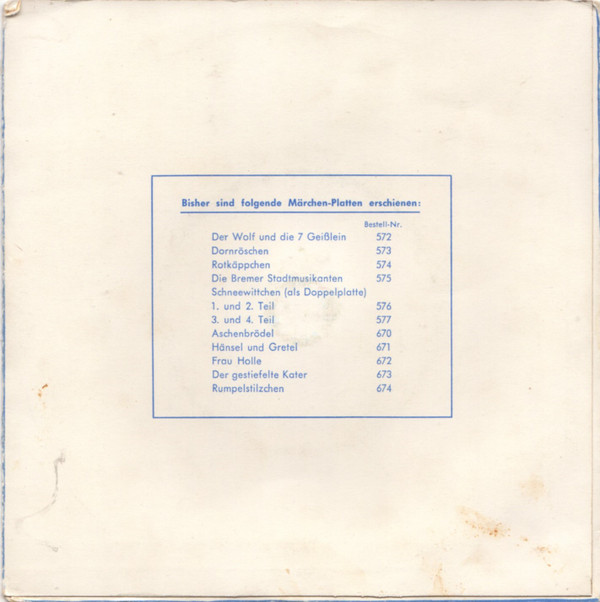 Bisher sind folgende Märchen-Platten erschienen:
Bestell-Nr.
Der Wolf und die 7 Geißlein 572
Dornröschen 573
Rotkäppchen 574
Die Bremer Stadtmusikanten 575
Schneewittchen (als Doppelplatte)
1. und 2. Teil 576
3. und 4. Teil 577
Aschenbrödel 670
Hänsel und Gretel 671
Frau Holle 672
Der gestiefelte Kater 673
Rumpelstilzchen 674